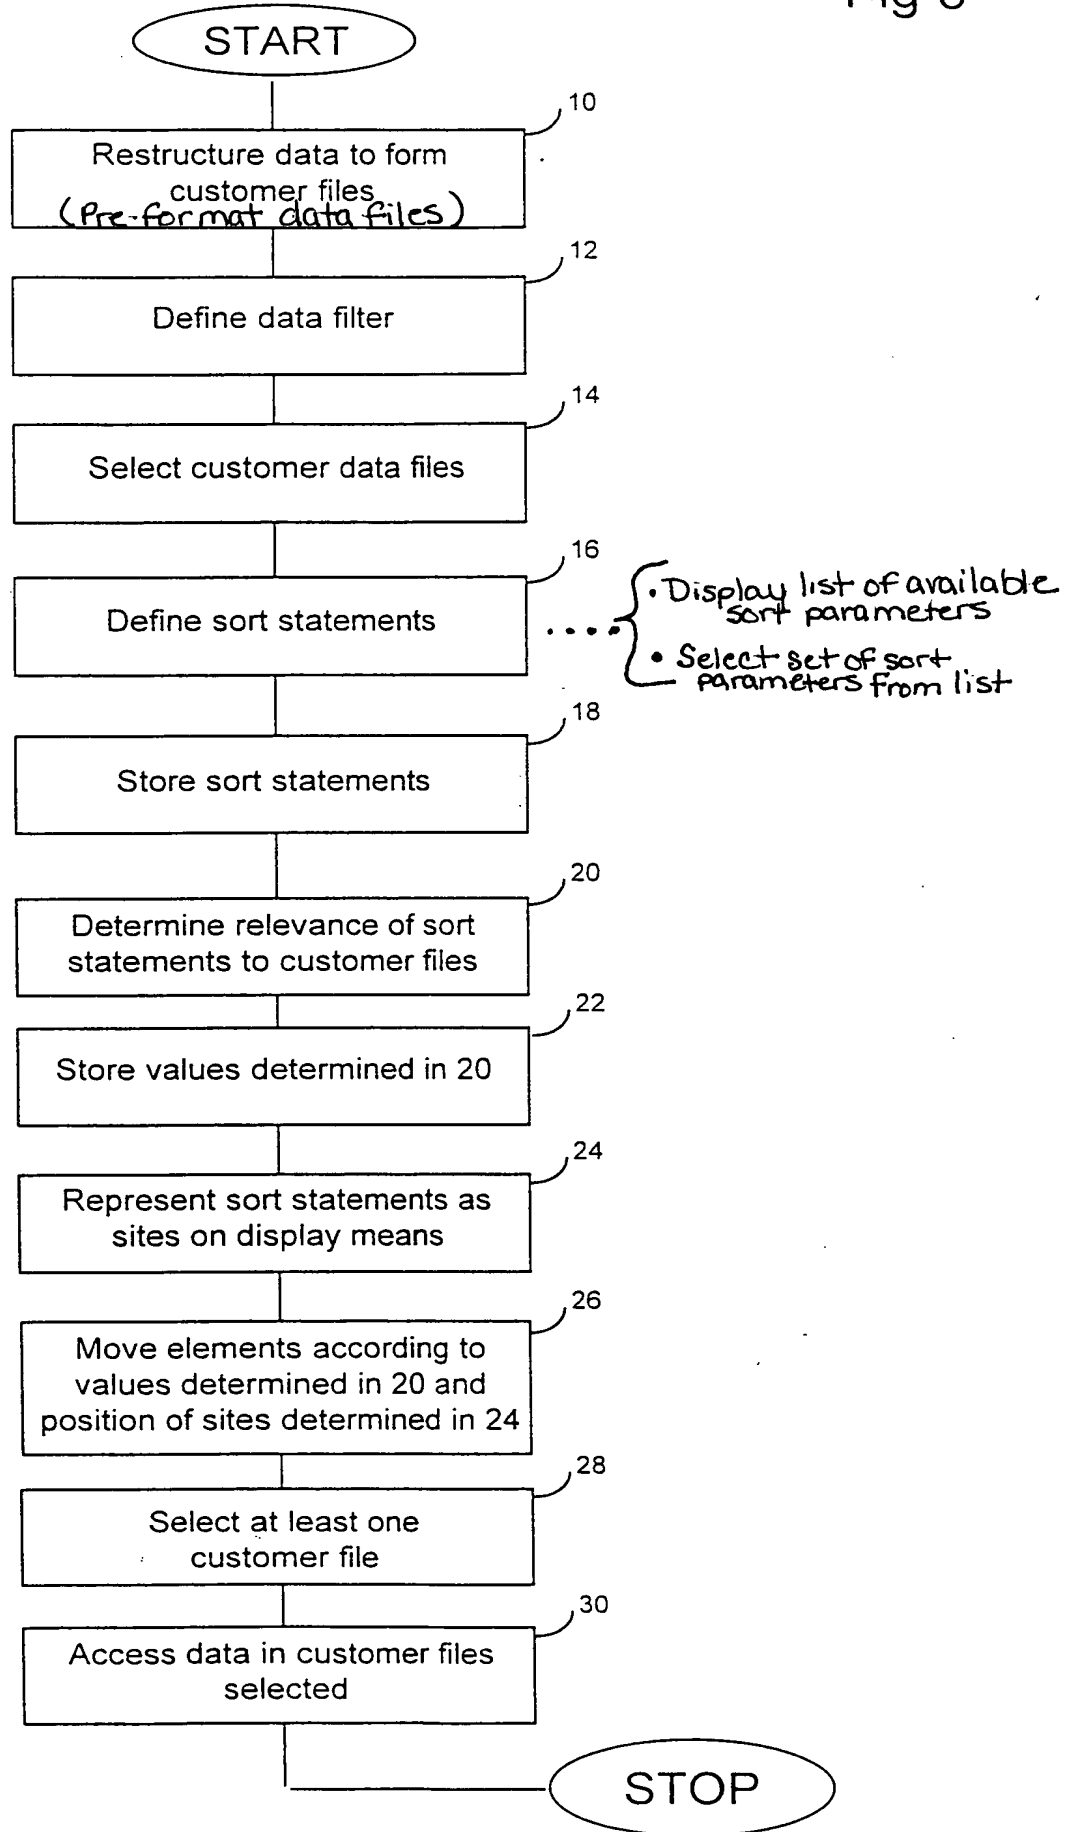 START
10
Restructure data to form
customer files
(Pre-format data files)
12
Define data filter
14
Select customer data files
16
Define sort statements
• Display list of available
sort parameters
• Select set of sort
parameters from list
18
Store sort statements
20
Determine relevance of sort
statements to customer files
22
Store values determined in 20
24
Represent sort statements as
sites on display means
26
Move elements according to
values determined in 20 and
position of sites determined in 24
28
Select at least one
customer file
30
Access data in customer files
selected
STOP